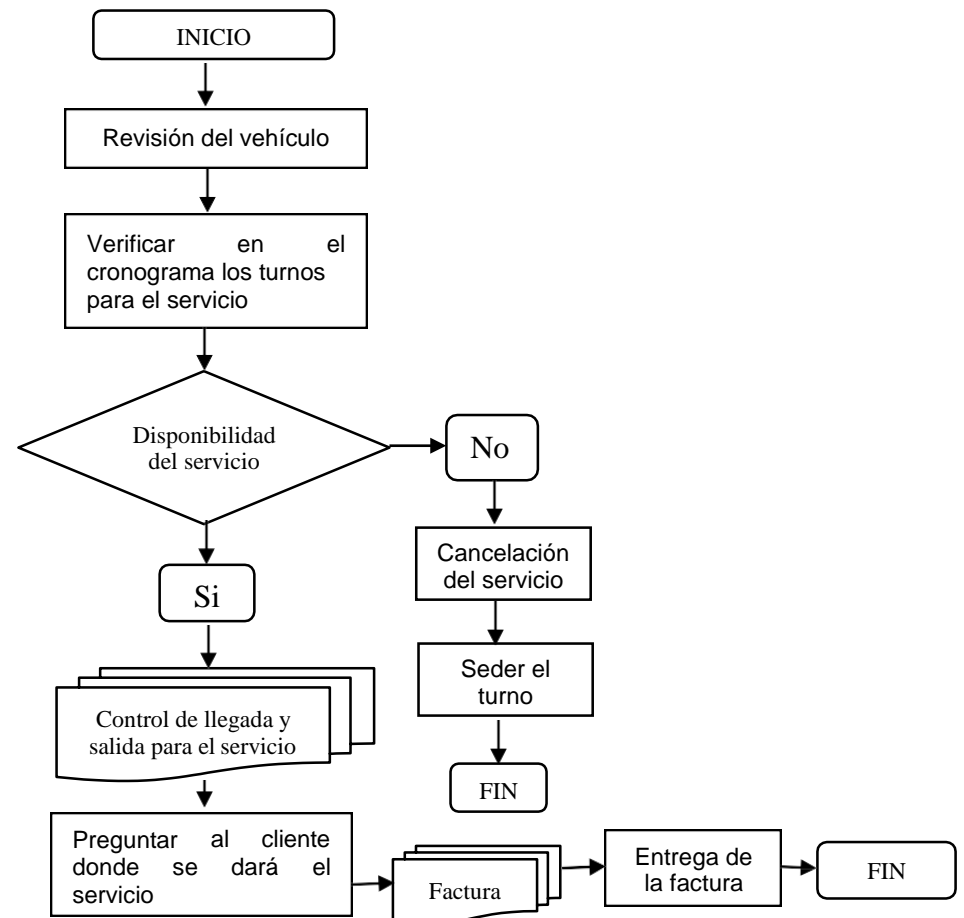 INICIO
Revisión del vehículo
Verificar en el
cronograma los turnos
para el servicio
Disponibilidad
del servicio
No
Cancelación
del servicio
Si
Seder el
turno
Control de llegada y
salida para el servicio
FIN
Preguntar al cliente
donde se dará el
servicio
Factura
Entrega de
la factura
FIN